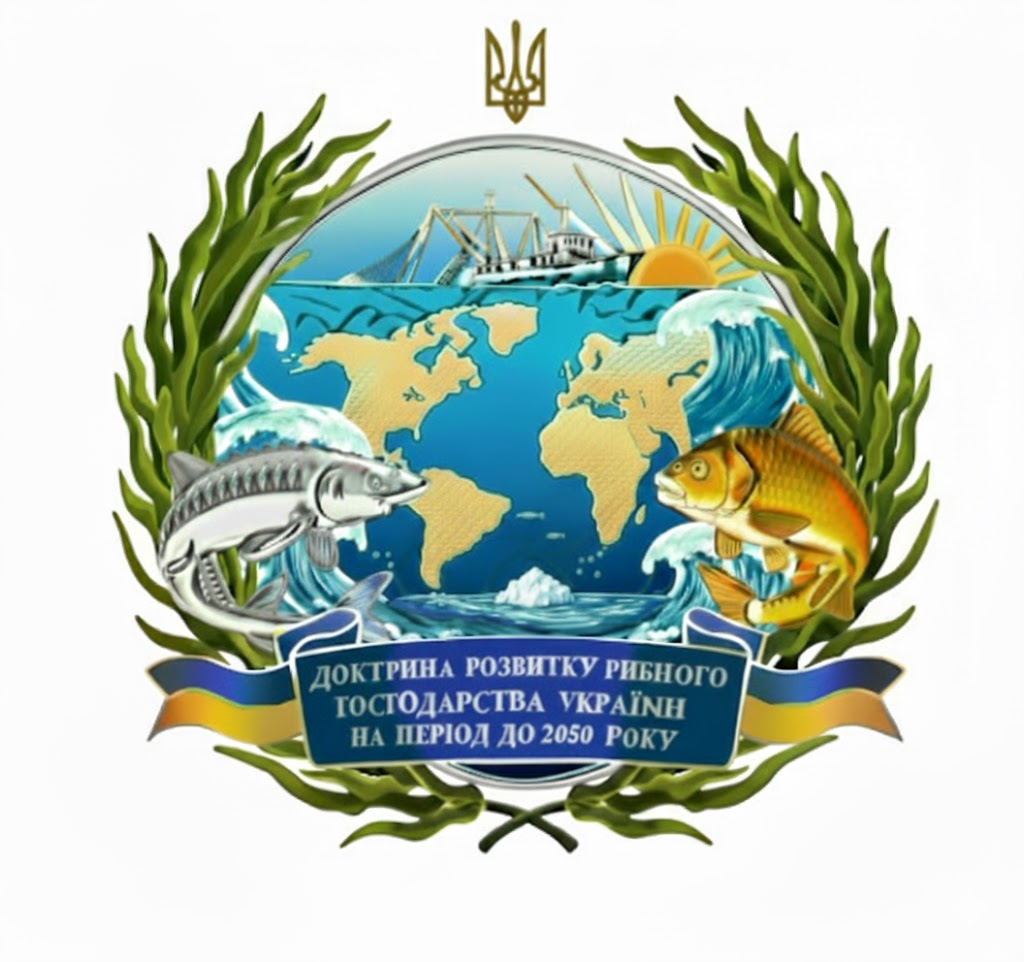 ДОКТРИНА РОЗВИТКУ РИБНОГО
ГОСПОДАРСТВА УКРАЇНИ
НА ПЕРІОД ДО 2050 РОКУ